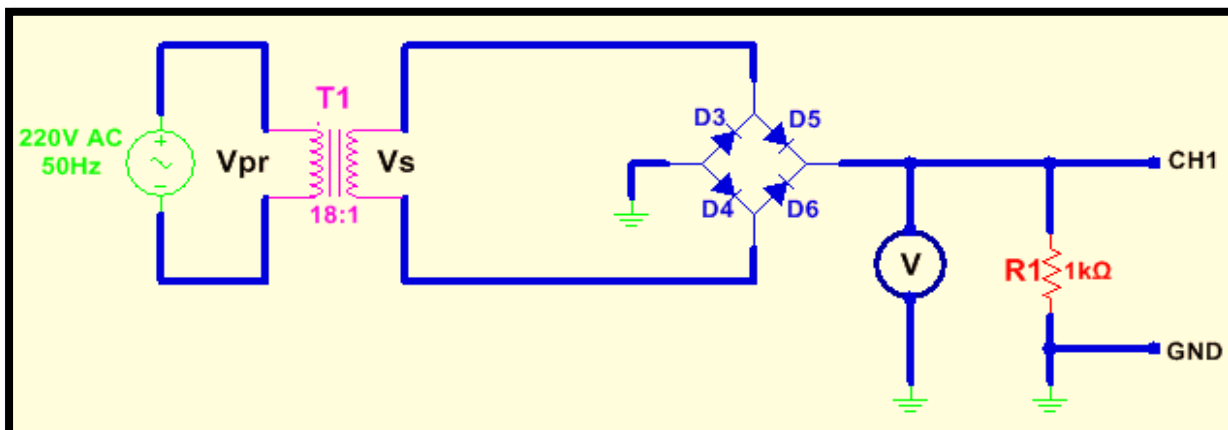 T1
220V AC
50Hz
Vpr
Vs
18:1
D3
D5
D4
D6
CH1
V
R1
1kΩ
GND